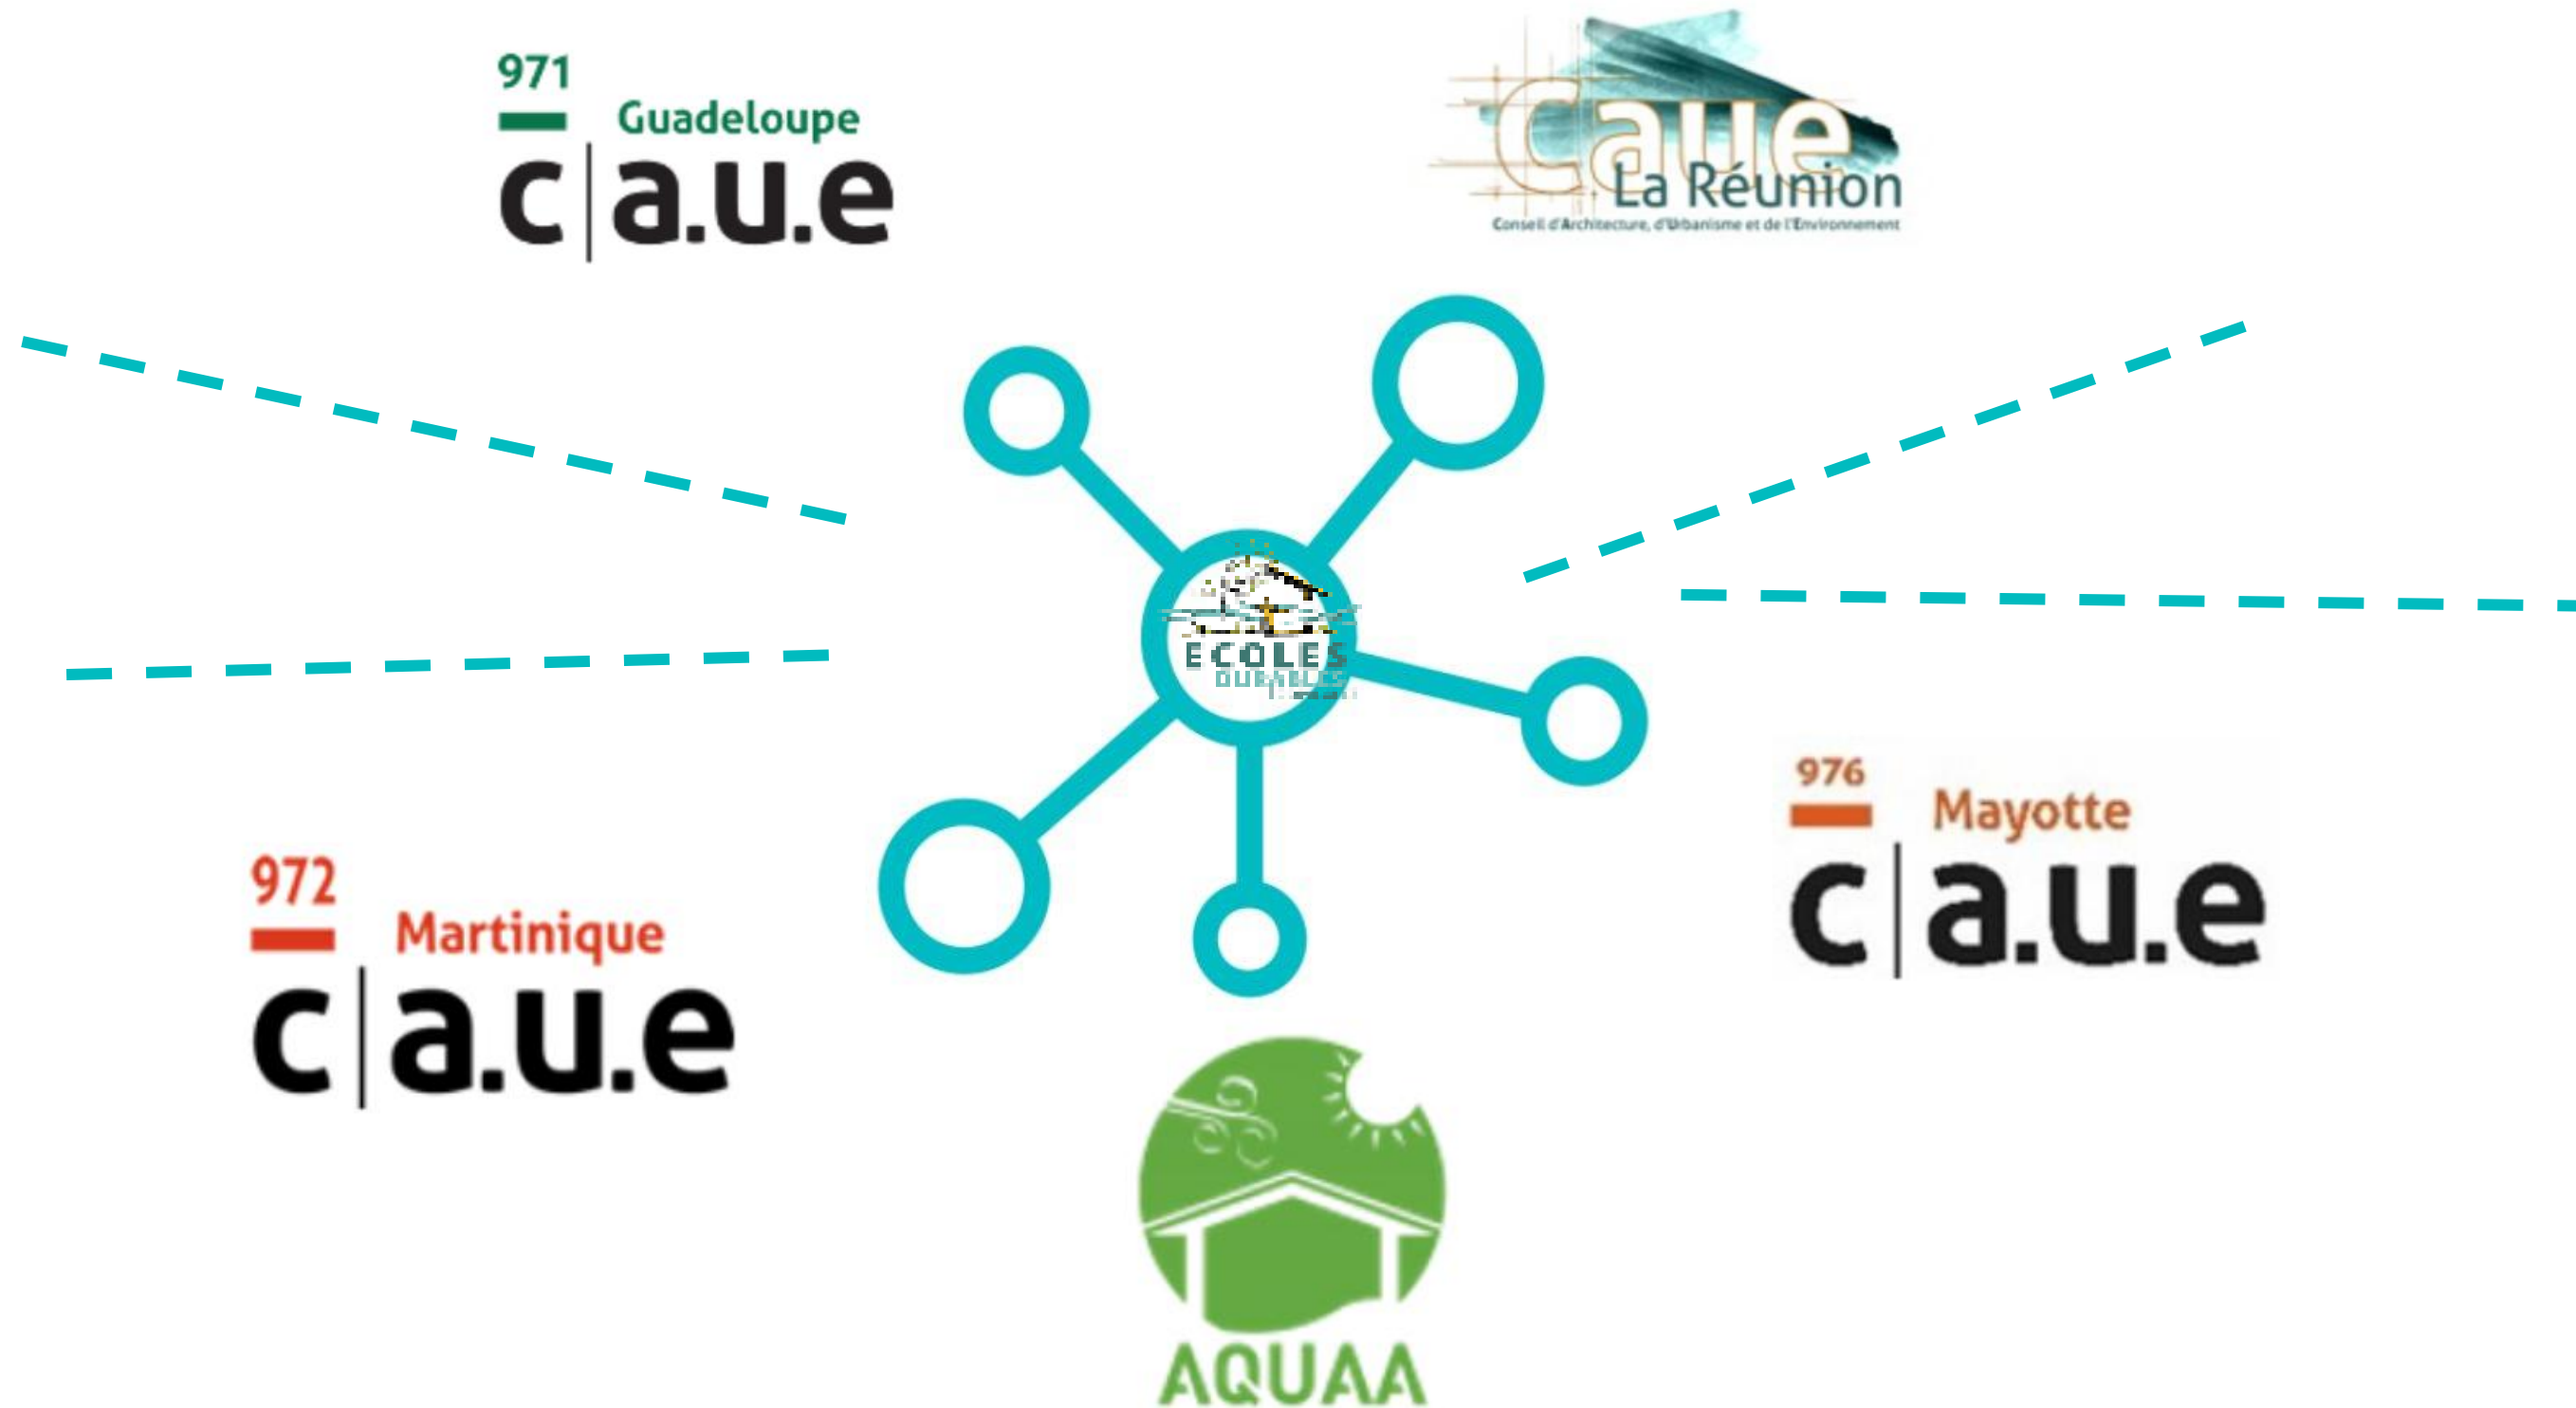 971
Guadeloupe
c|a.u.e
Caue
La Réunion
Conseil d'Architecture, d'Urbanisme et de l'Environnement
ECOLES
DURABLES
976
Mayotte
c|a.u.e
972
Martinique
c|a.u.e
AQUAA